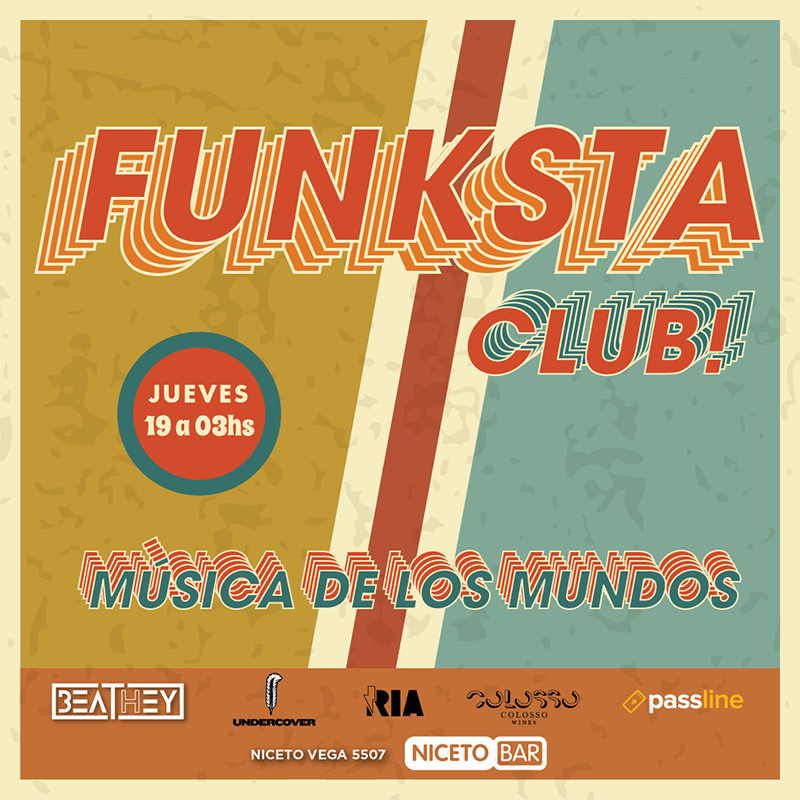 FUNKSTA
CLUB!
JUEVES
19 a 03hs
MÚSICA DE LOS MUNDOS
BEATHEY
UNDERCOVER
TRIA
COLOSSO
COLOSSO
WINES
passline
NICETO VEGA 5507
NICETO BAR